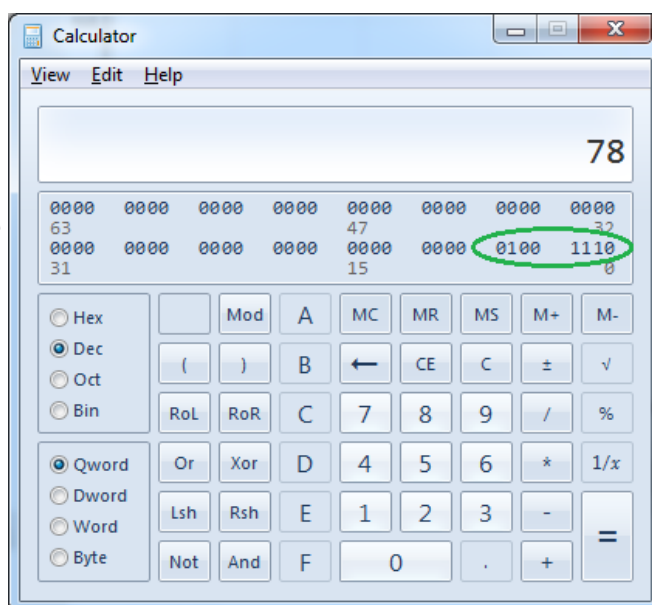 Calculator
View Edit Help
78
0000 0000 0000 0000 0000 0000 0000 0000
63 47 32
0000 0000 0000 0000 0000 0000 0100 1110
31 15 0
Hex Mod A MC MR MS M+ M-
Dec ( ) B ← CE C ± √
Oct
Bin RoL RoR C 7 8 9 / %
Qword Or Xor D 4 5 6 * 1/x
Dword
Word Lsh Rsh E 1 2 3 - =
Byte Not And F 0 . +